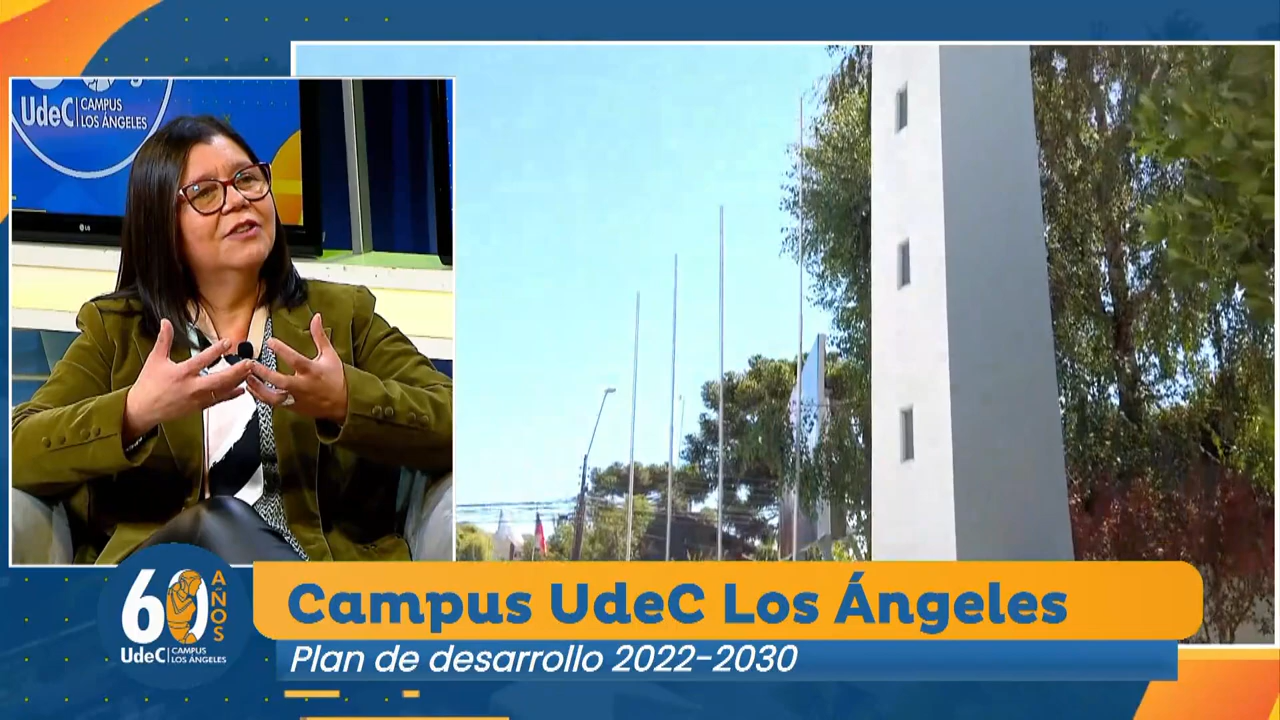 UdeC CAMPUS
LOS ÁNGELES
LG
60 AÑOS
UdeC CAMPUS
LOS ÁNGELES
Campus UdeC Los Ángeles
Plan de desarrollo 2022-2030